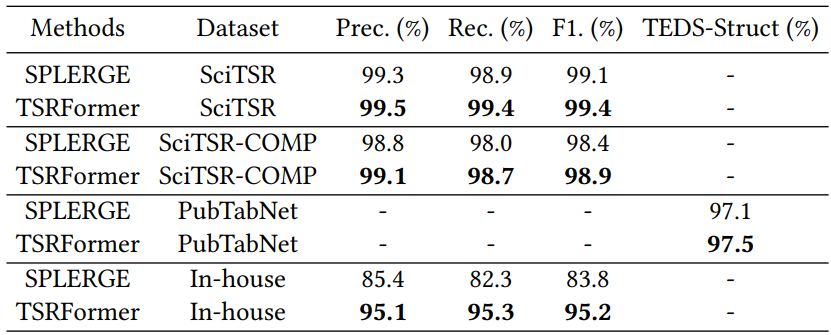 Methods Dataset Prec. (%) Rec. (%) F1. (%) TEDS-Struct (%)
SPLERGE SciTSR 99.3 98.9 99.1 -
TSRFormer SciTSR 99.5 99.4 99.4 -
SPLERGE SciTSR-COMP 98.8 98.0 98.4 -
TSRFormer SciTSR-COMP 99.1 98.7 98.9 -
SPLERGE PubTabNet - - - 97.1
TSRFormer PubTabNet - - - 97.5
SPLERGE In-house 85.4 82.3 83.8 -
TSRFormer In-house 95.1 95.3 95.2 -